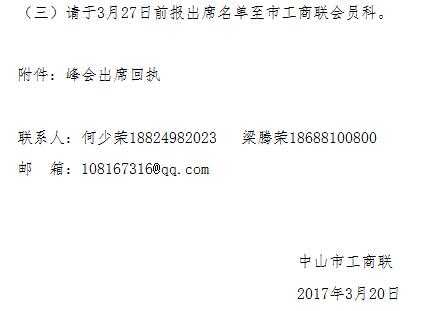 （三）请于3月27日前报出席名单至市工商联会员科。
附件：峰会出席回执
联系人：何少荣18824982023 梁腾荣18688100800
邮 箱：108167316@qq.com
中山市工商联
2017年3月20日